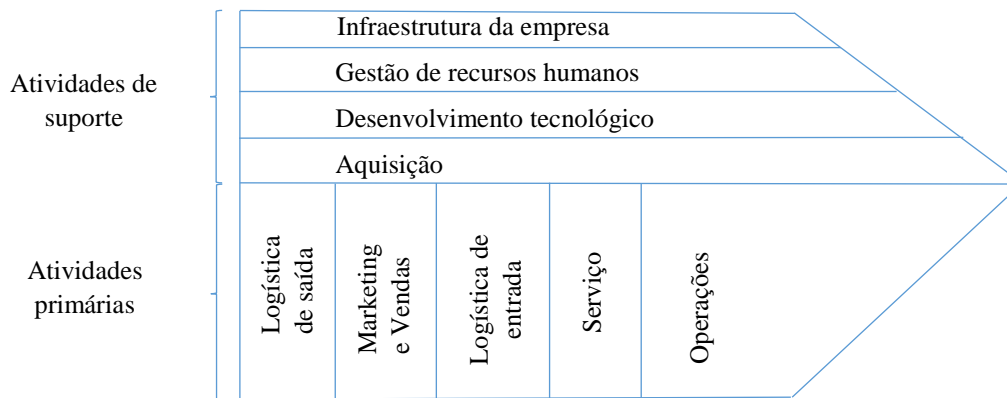 Infraestrutura da empresa
Gestão de recursos humanos
Atividades de
suporte
Desenvolvimento tecnológico
Aquisição
Atividades
primárias
Logística
de saída
Marketing
e Vendas
Logística de
entrada
Serviço
Operações